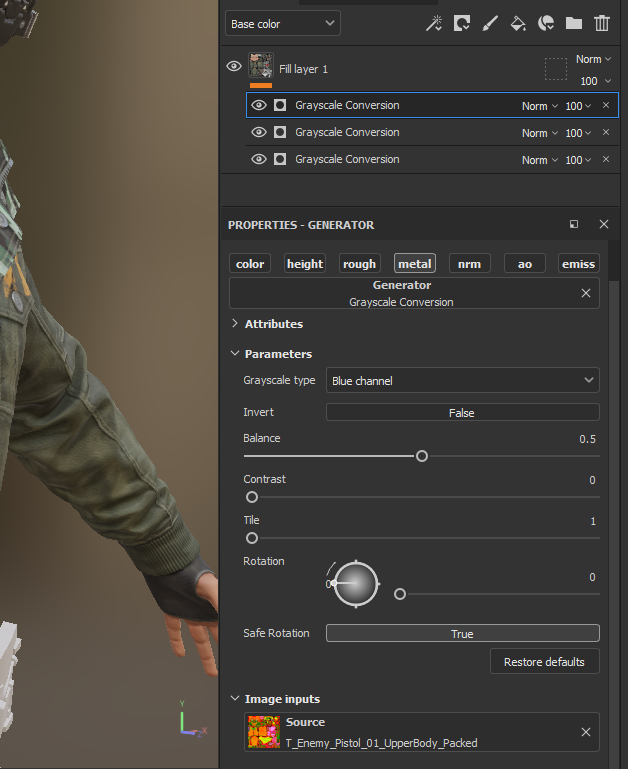 Base color
Norm
Fill layer 1
100
Grayscale Conversion Norm 100
Grayscale Conversion Norm 100
Grayscale Conversion Norm 100
PROPERTIES - GENERATOR
color height rough metal nrm ao emiss
Generator
Grayscale Conversion
Attributes
Parameters
Grayscale type Blue channel
Invert False
Balance 0.5
Contrast 0
Tile 1
Rotation 0 0
Safe Rotation True
Restore defaults
Image inputs
Source
T_Enemy_Pistol_01_UpperBody_Packed
Y
X
Z